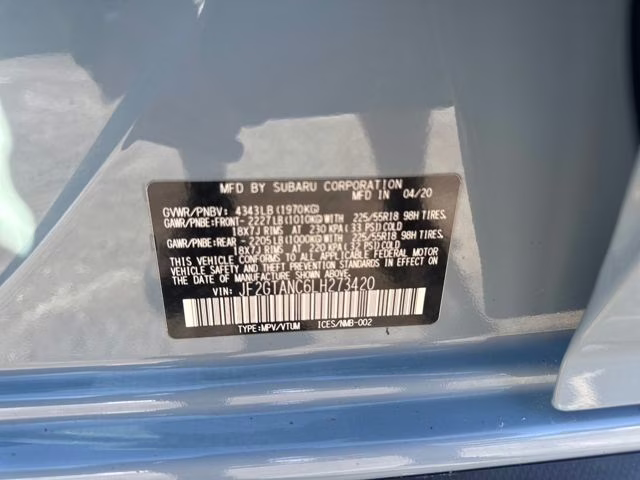 MFD BY SUBARU CORPORATION
MADE IN JAPAN 04/20
GVWR/PNBV: 4343LB(1970KG)
GAWR/PNBE:FRONT- 2227LB(1010KG)WITH 225/55R18 98H TIRES.
18X7J RIMS AT 230 KPA(33 PSI)COLD
GAWR/PNBE:REAR - 2205LB(1000KG)WITH 225/55R18 98H TIRES.
18X7J RIMS AT 220 KPA(32 PSI)COLD
THIS VEHICLE CONFORMS TO ALL APPLICABLE FEDERAL MOTOR
VEHICLE SAFETY, BUMPER, AND THEFT PREVENTION STANDARDS IN EFFECT ON
THE DATE OF MANUFACTURE SHOWN ABOVE.
VIN: JF2GTANC6LH273420
TYPE:MPV/VTUM ICES/NMB-002